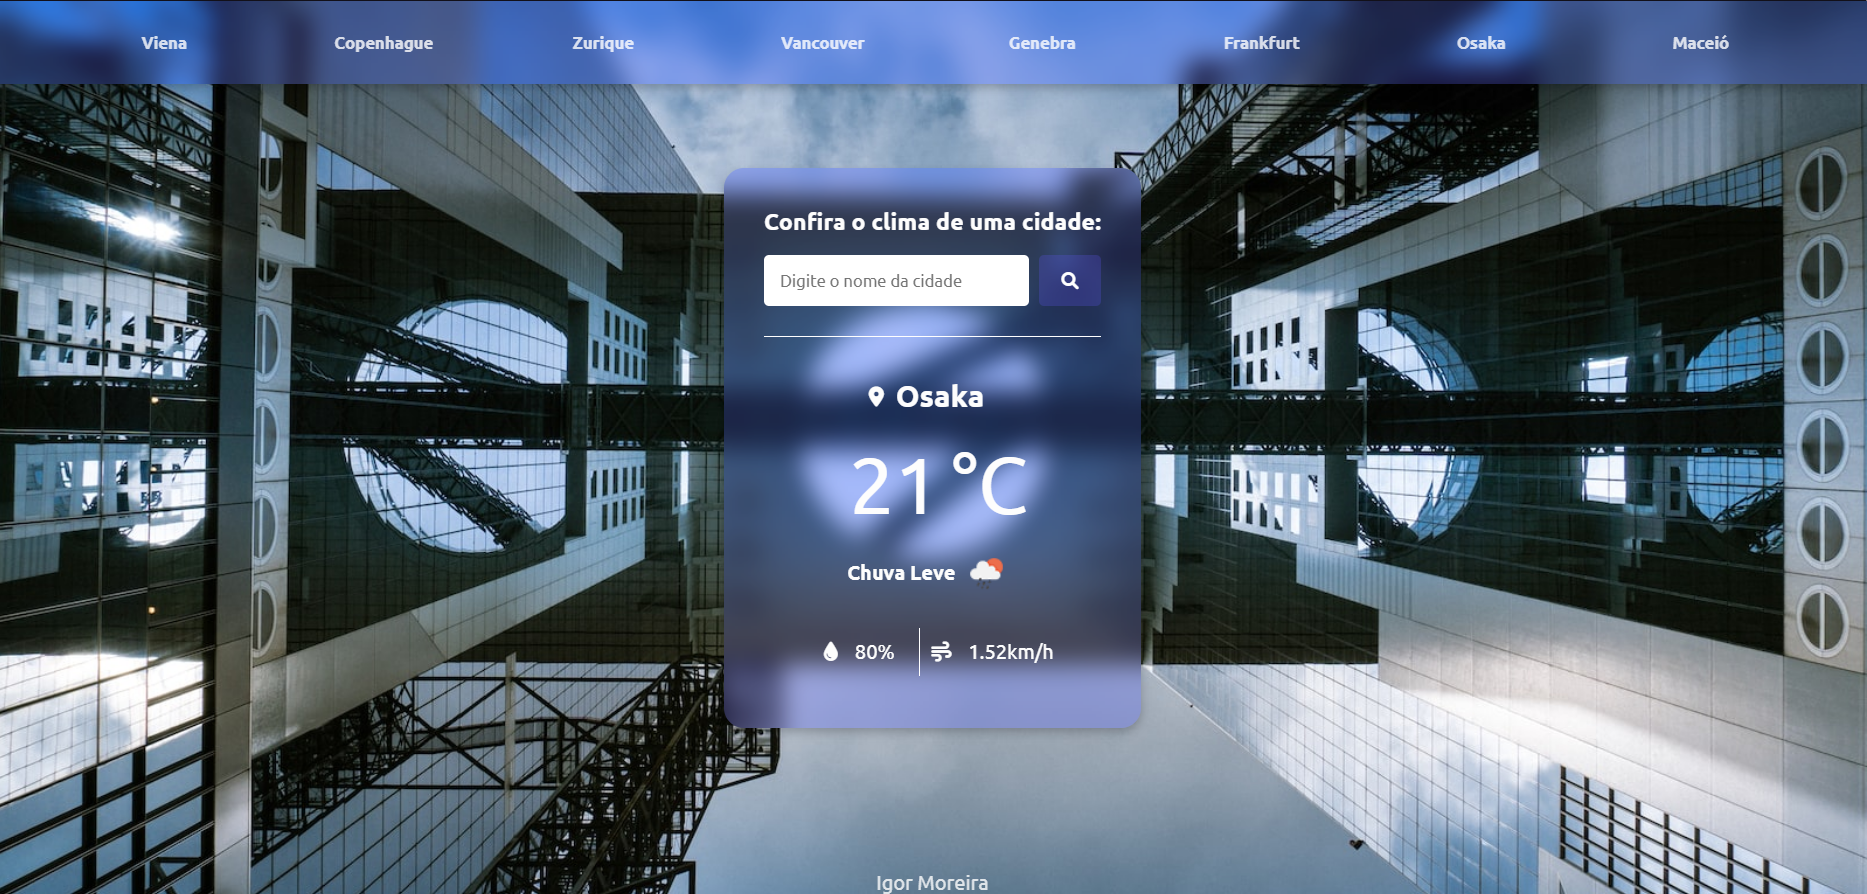 Viena Copenhague Zurique Vancouver Genebra Frankfurt Osaka Maceió
Confira o clima de uma cidade:
Digite o nome da cidade
Osaka
21 °C
Chuva Leve
80% 1.52km/h
Igor Moreira